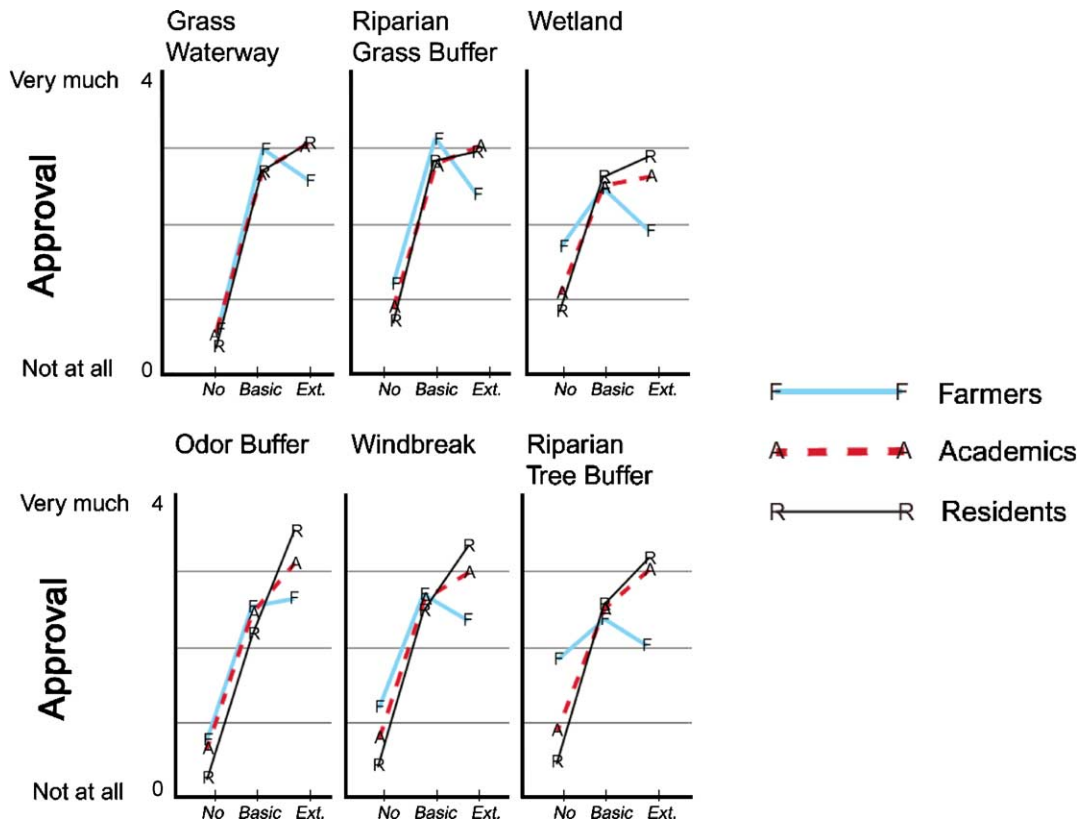 Grass
Waterway
Riparian
Grass Buffer
Wetland
Very much 4
Approval
Not at all 0
F F F
A A A
R R R
No Basic Ext.
F F F
A A A
R R R
No Basic Ext.
F F F
A A A
R R R
No Basic Ext.
F F Farmers
A A Academics
R R Residents
Odor Buffer
Windbreak
Riparian
Tree Buffer
Very much 4
Approval
Not at all 0
F F F
A A A
R R R
No Basic Ext.
F F F
A A A
R R R
No Basic Ext.
F F F
A A A
R R R
No Basic Ext.